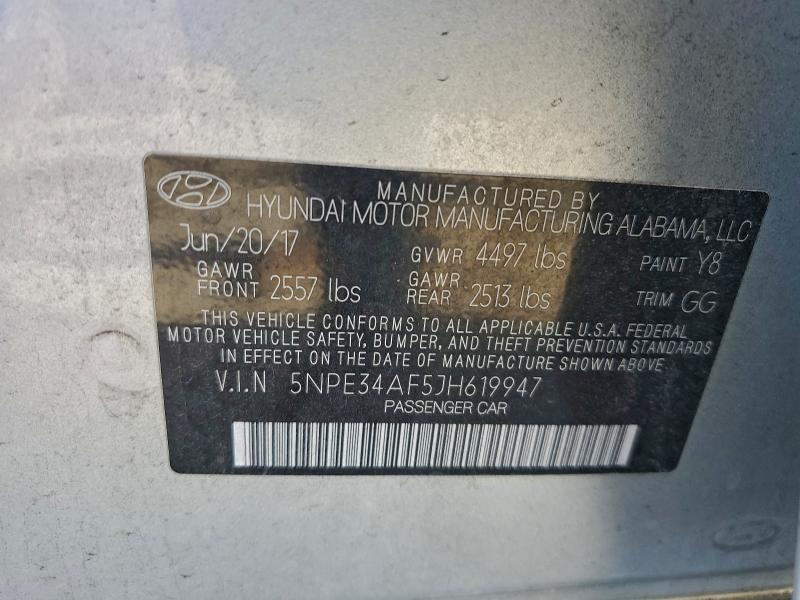 MANUFACTURED BY
HYUNDAI MOTOR MANUFACTURING ALABAMA, LLC
Jun/20/17 GVWR 4497 lbs PAINT Y8
GAWR FRONT 2557 lbs GAWR REAR 2513 lbs TRIM GG
THIS VEHICLE CONFORMS TO ALL APPLICABLE U.S.A. FEDERAL
MOTOR VEHICLE SAFETY, BUMPER, AND THEFT PREVENTION STANDARDS
IN EFFECT ON THE DATE OF MANUFACTURE SHOWN ABOVE
V.I.N 5NPE34AF5JH619947
PASSENGER CAR